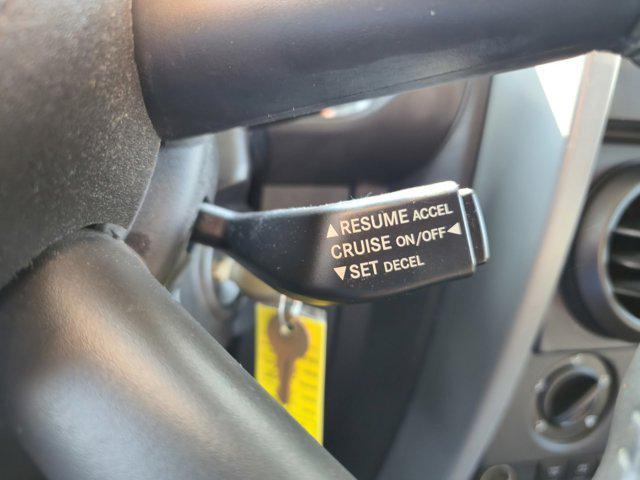 ▲RESUME ACCEL
CRUISE ON/OFF◀
▼SET DECEL